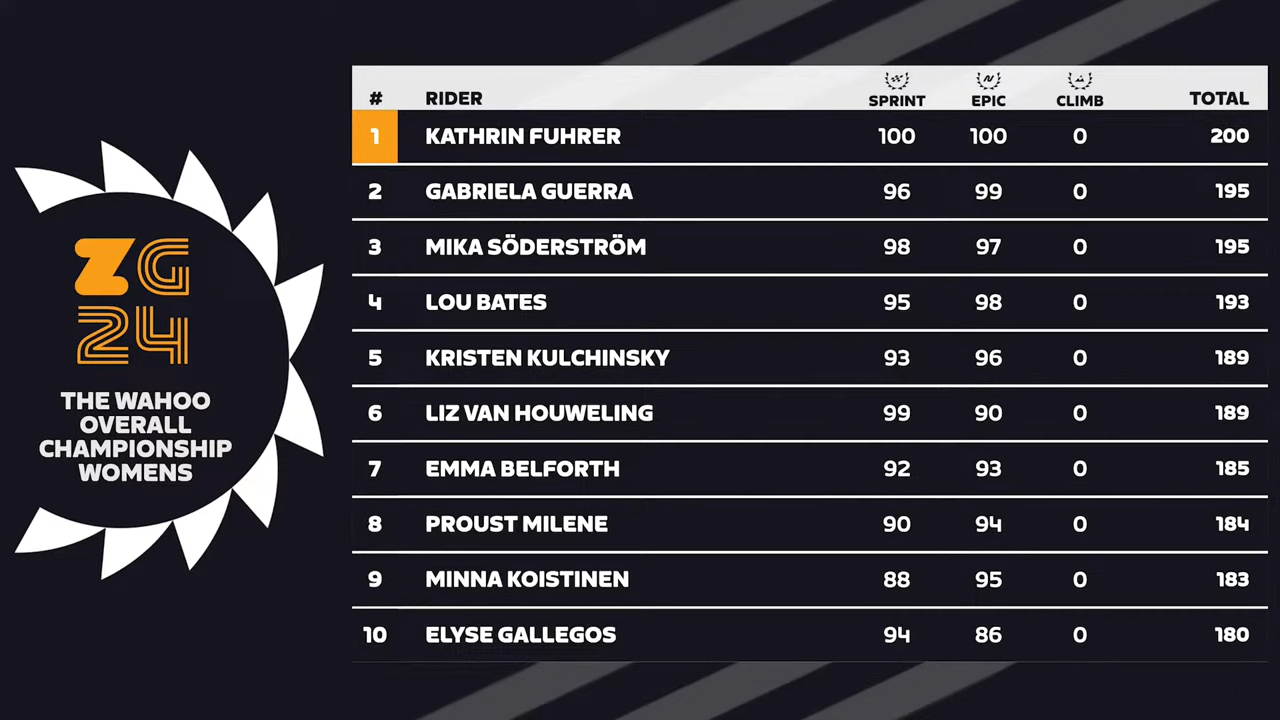 ZG
24
THE WAHOO
OVERALL
CHAMPIONSHIP
WOMENS
# RIDER SPRINT EPIC CLIMB TOTAL
1 KATHRIN FUHRER 100 100 0 200
2 GABRIELA GUERRA 96 99 0 195
3 MIKA SÖDERSTRÖM 98 97 0 195
4 LOU BATES 95 98 0 193
5 KRISTEN KULCHINSKY 93 96 0 189
6 LIZ VAN HOUWELING 99 90 0 189
7 EMMA BELFORTH 92 93 0 185
8 PROUST MILENE 90 94 0 184
9 MINNA KOISTINEN 88 95 0 183
10 ELYSE GALLEGOS 94 86 0 180